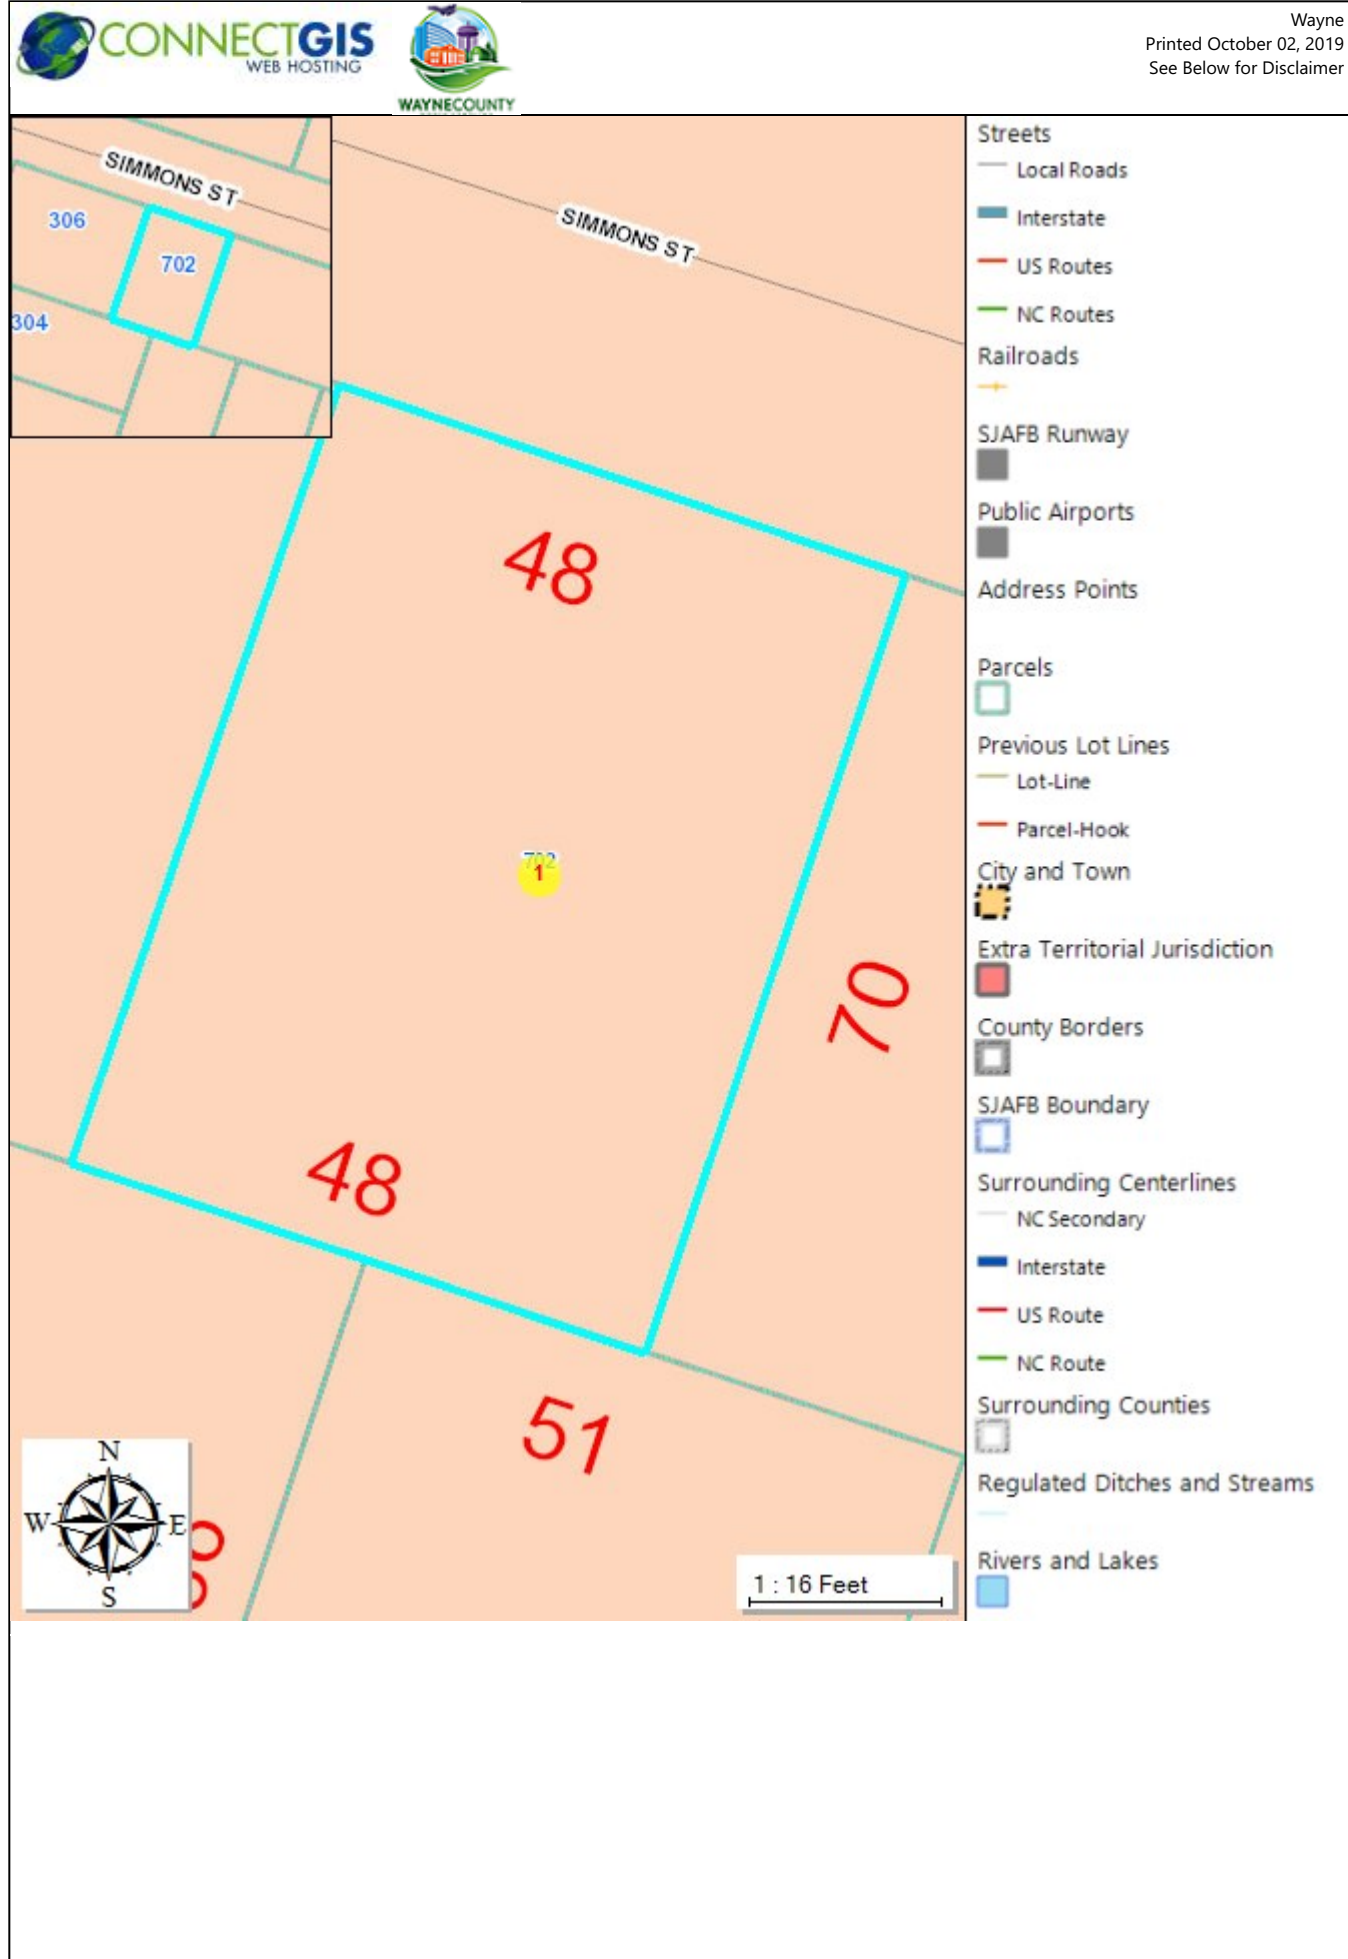 CONNECTGIS
WEB HOSTING
WAYNECOUNTY
Wayne
Printed October 02, 2019
See Below for Disclaimer
SIMMONS ST
306
702
304
SIMMONS ST
48
702
1
70
48
51
N
W
E
S
1 : 16 Feet
Streets
Local Roads
Interstate
US Routes
NC Routes
Railroads
SJAFB Runway
Public Airports
Address Points
Parcels
Previous Lot Lines
Lot-Line
Parcel-Hook
City and Town
Extra Territorial Jurisdiction
County Borders
SJAFB Boundary
Surrounding Centerlines
NC Secondary
Interstate
US Route
NC Route
Surrounding Counties
Regulated Ditches and Streams
Rivers and Lakes